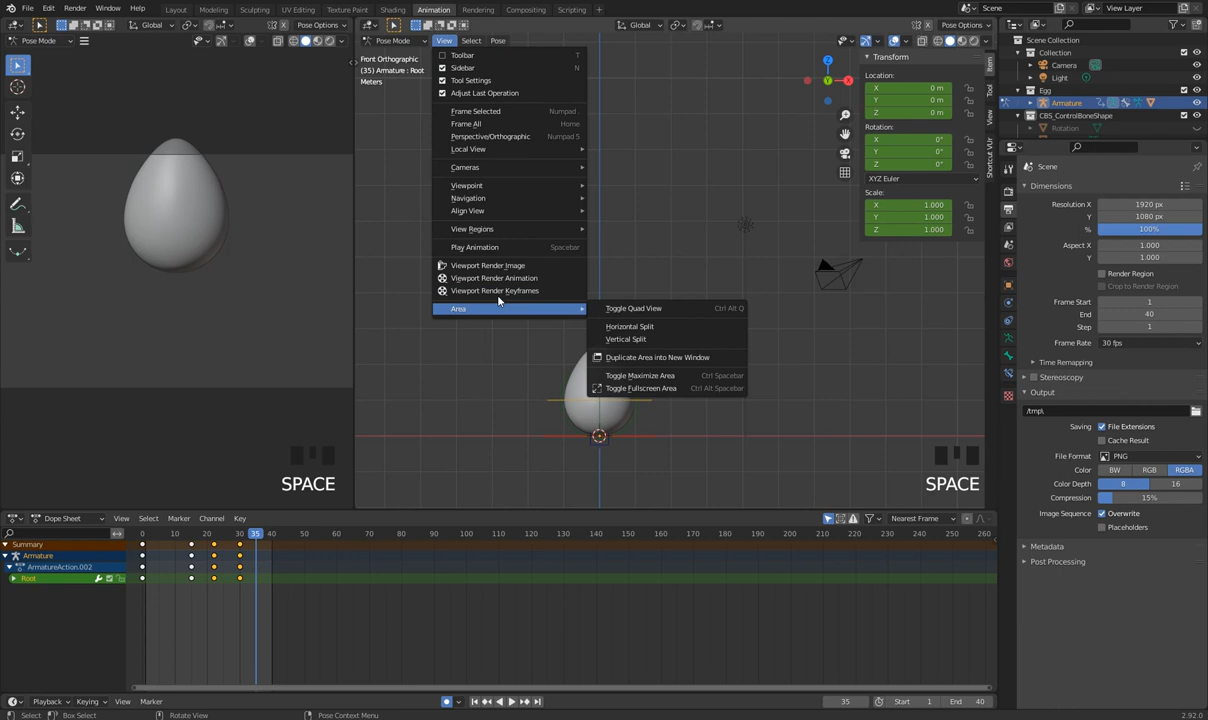 File Edit Render Window Help Layout Modeling Sculpting UV Editing Texture Paint Shading Animation Rendering Compositing Scripting + Scene View Layer
Global Pose Options Global Pose Options
Pose Mode Pose Mode View Select Pose
Front Orthographic
(35) Armature : Root
Meters
Toolbar T
Sidebar N
Tool Settings
Adjust Last Operation
Frame Selected Numpad .
Frame All Home
Perspective/Orthographic Numpad 5
Local View
Cameras
Viewpoint
Navigation
Align View
View Regions
Play Animation Spacebar
Viewport Render Image
Viewport Render Animation
Viewport Render Keyframes
Area
Toggle Quad View Ctrl Alt Q
Horizontal Split
Vertical Split
Duplicate Area into New Window
Toggle Maximize Area Ctrl Spacebar
Toggle Fullscreen Area Ctrl Alt Spacebar
Z
Y X
Transform
Location:
X 0 m
Y 0 m
Z 0 m
Rotation:
X 0°
Y 0°
Z 0°
XYZ Euler
Scale:
X 1.000
Y 1.000
Z 1.000
Item
Tool
View
Shortcut VUr
Scene Collection
Collection
Camera
Light
Egg
Armature
CBS_ControlBoneShape
Rotation
Scene
Dimensions
Resolution X 1920 px
Y 1080 px
% 100%
Aspect X 1.000
Y 1.000
Render Region
Crop to Render Region
Frame Start 1
End 40
Step 1
Frame Rate 30 fps
Time Remapping
Stereoscopy
Output
/tmp\
Saving File Extensions
Cache Result
File Format PNG
Color BW RGB RGBA
Color Depth 8 16
Compression 15%
Image Sequence Overwrite
Placeholders
Metadata
Post Processing
SPACE SPACE
Dope Sheet View Select Marker Channel Key Nearest Frame
0 10 20 30 35 40 50 60 70 80 90 100 110 120 130 140 150 160 170 180 190 200 210 220 230 240 250 260
Summary
Armature
ArmatureAction.002
Root
Playback Keying View Marker 35 Start 1 End 40
Select Box Select Rotate View Pose Context Menu 2.92.0